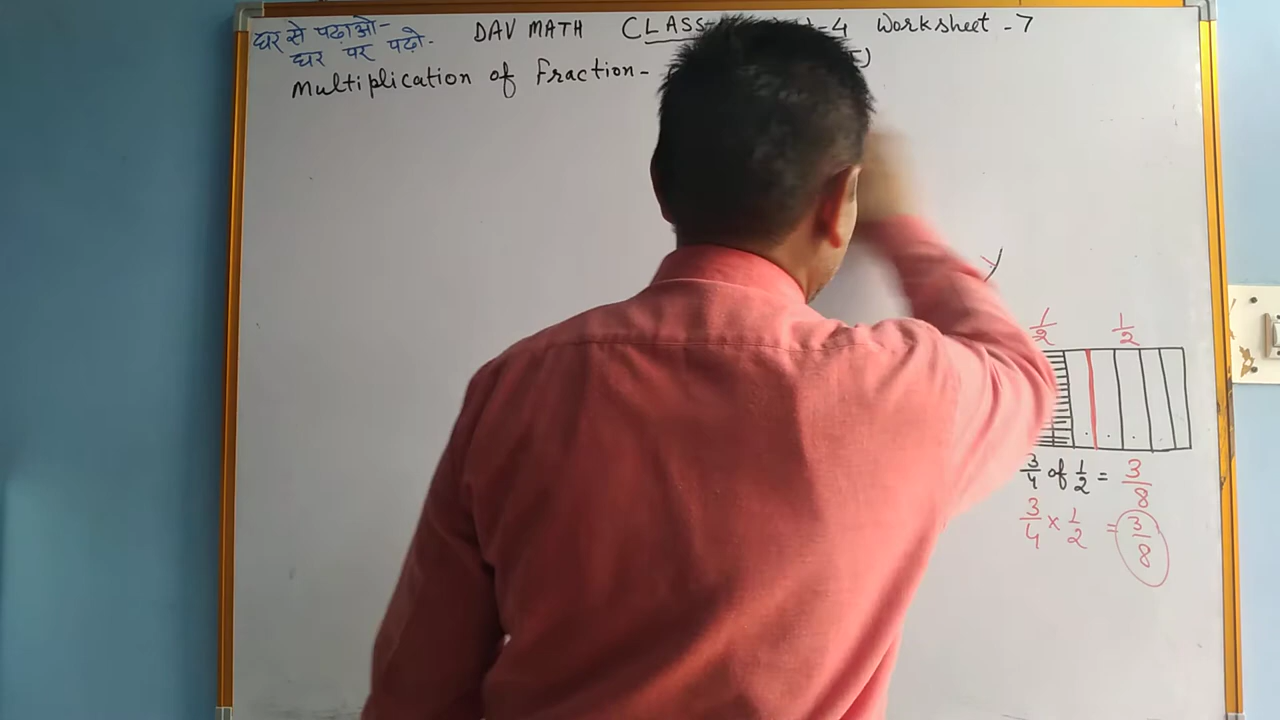 घर से पढ़ाओ-
घर पर पढ़ो-
DAV MATH CLASS -4 Worksheet -7
Multiplication of Fraction-
1/2 1/2
3/4 of 1/2 = 3/8
3/4 × 1/2 = 3/8